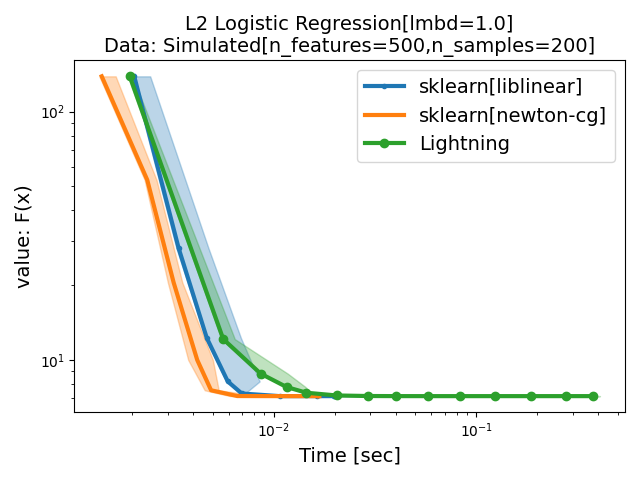 L2 Logistic Regression[lmbd=1.0]
Data: Simulated[n_features=500,n_samples=200]
sklearn[liblinear]
sklearn[newton-cg]
Lightning
value: F(x)
10²
10¹
10⁻²
10⁻¹
Time [sec]